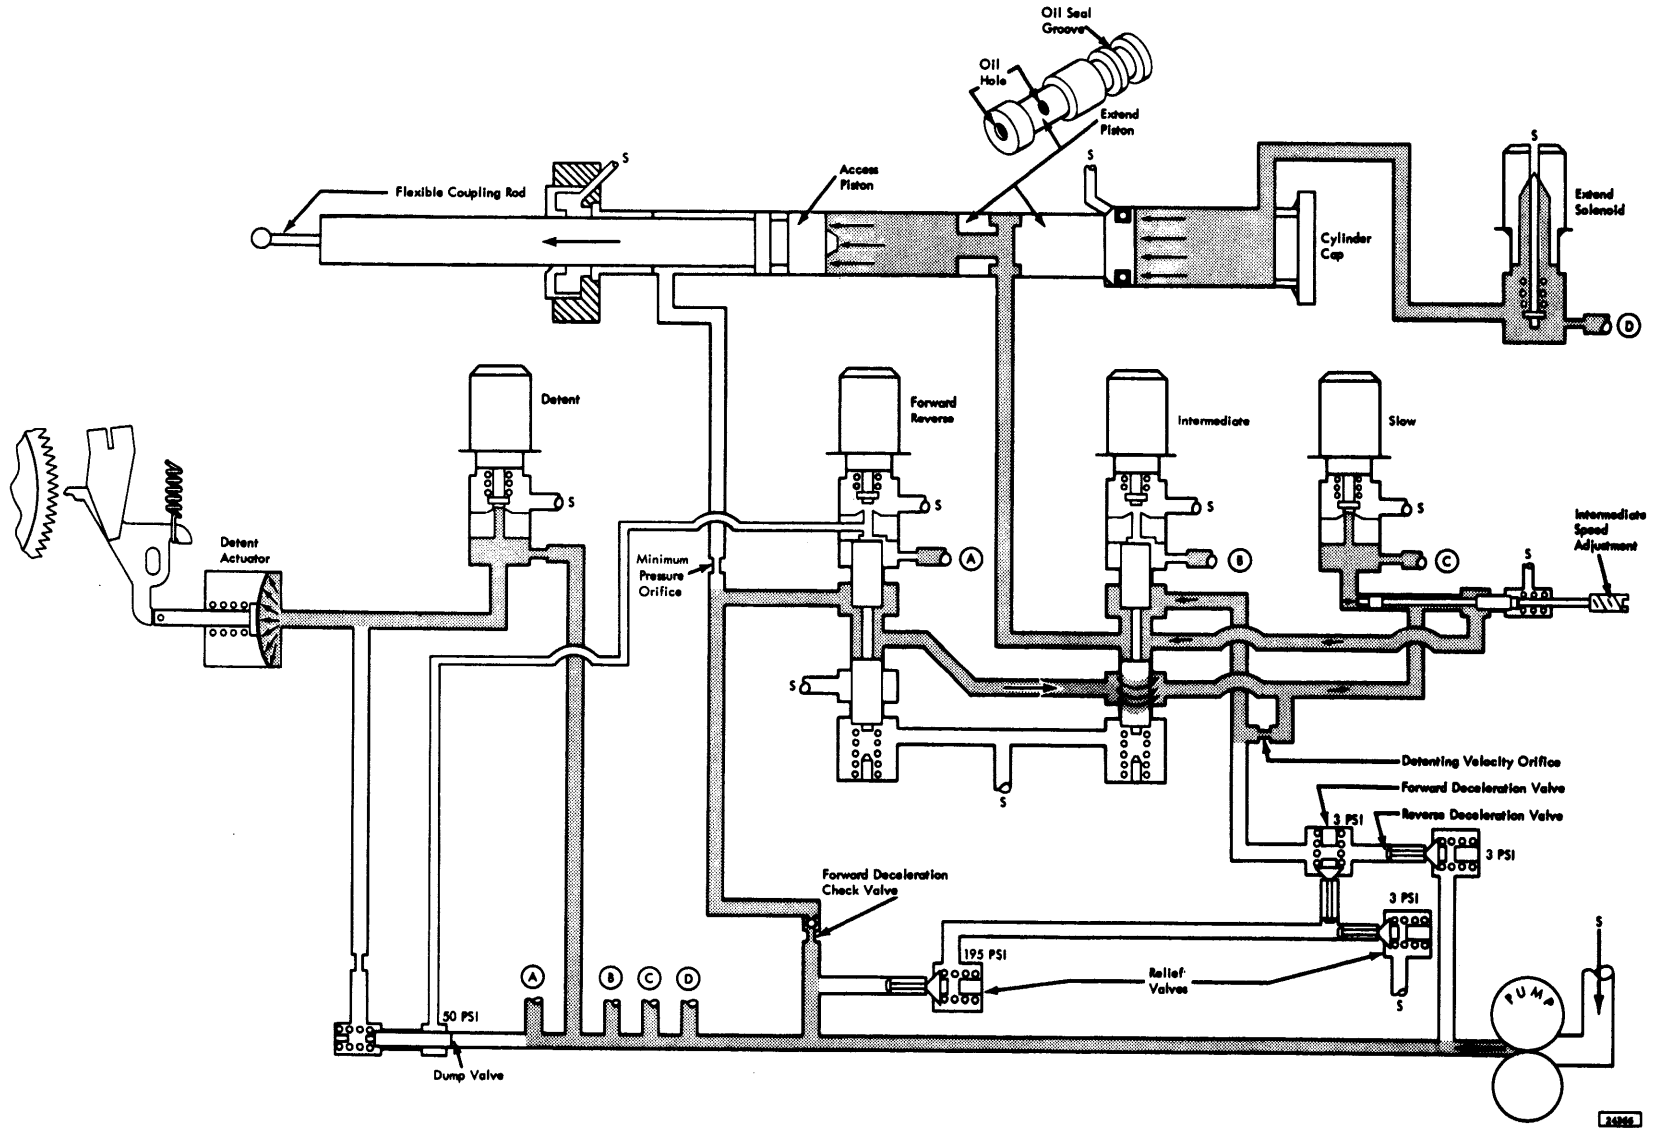 Oil Seal
Groove
Oil
Hole
Extend
Piston
S
S
S
Access
Piston
Flexible Coupling Rod
Extend
Solenoid
Cylinder
Cap
D
Detent
Forward
Reverse
Intermediate
Slow
S
S
S
S
Intermediate
Speed
Adjustment
Detent
Actuator
Minimum
Pressure
Orifice
A
B
C
S
S
S
Detenting Velocity Orifice
Forward Deceleration Valve
3 PSI
Reverse Deceleration Valve
3 PSI
Forward Deceleration
Check Valve
3 PSI
195 PSI
Relief
Valves
S
S
A
B
C
D
50 PSI
Dump Valve
PUMP
24366